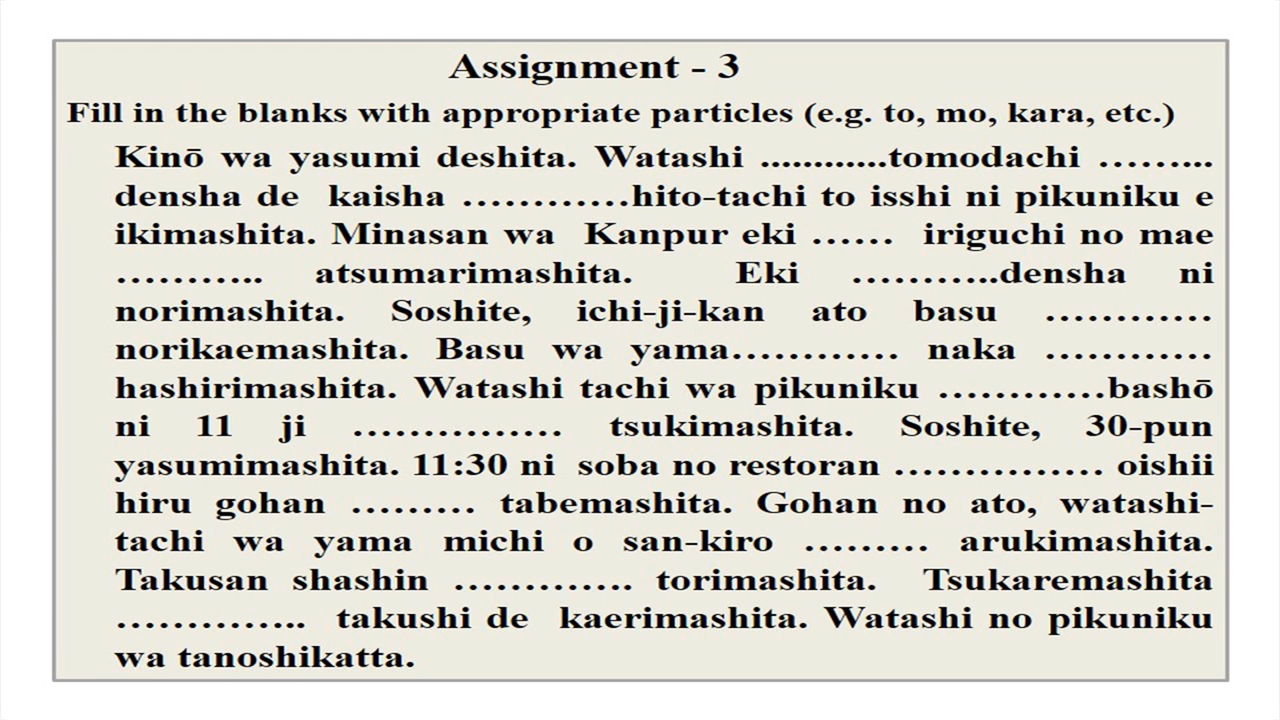 Assignment - 3
Fill in the blanks with appropriate particles (e.g. to, mo, kara, etc.)
Kinō wa yasumi deshita. Watashi ............tomodachi ……...
densha de kaisha …………hito-tachi to isshi ni pikuniku e
ikimashita. Minasan wa Kanpur eki …… iriguchi no mae
……….. atsumarimashita. Eki ………..densha ni
norimashita. Soshite, ichi-ji-kan ato basu …………
norikaemashita. Basu wa yama………… naka …………
hashirimashita. Watashi tachi wa pikuniku …………bashō
ni 11 ji …………… tsukimashita. Soshite, 30-pun
yasumimashita. 11:30 ni soba no restoran …………… oishii
hiru gohan ……… tabemashita. Gohan no ato, watashi-
tachi wa yama michi o san-kiro ……… arukimashita.
Takusan shashin …………. torimashita. Tsukaremashita
………….. takushi de kaerimashita. Watashi no pikuniku
wa tanoshikatta.